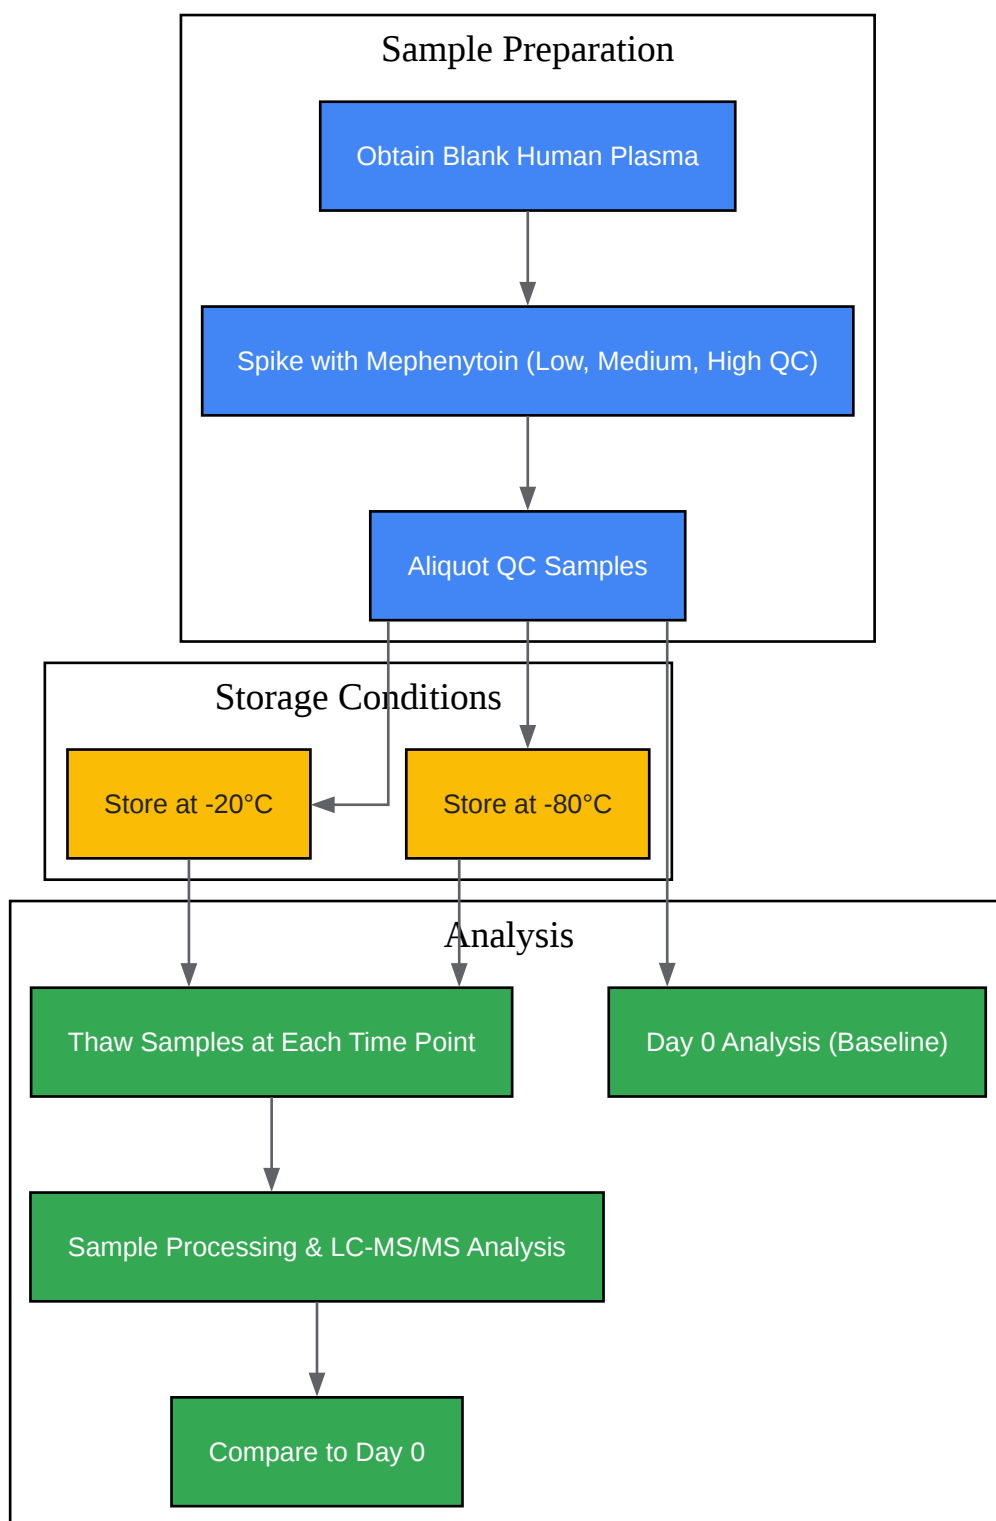 Sample Preparation
Obtain Blank Human Plasma
Spike with Mephenytoin (Low, Medium, High QC)
Aliquot QC Samples
Storage Conditions
Store at -20°C
Store at -80°C
Analysis
Thaw Samples at Each Time Point
Day 0 Analysis (Baseline)
Sample Processing & LC-MS/MS Analysis
Compare to Day 0